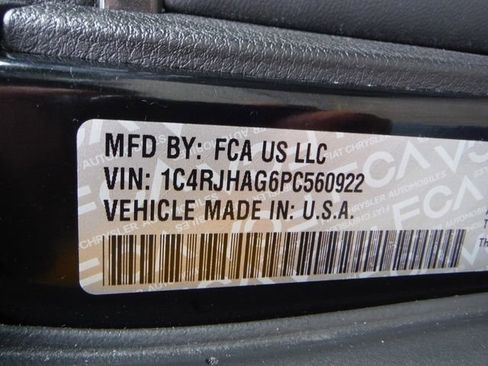 MFD BY: FCA US LLC
VIN: 1C4RJHAG6PC560922
VEHICLE MADE IN: U.S.A.